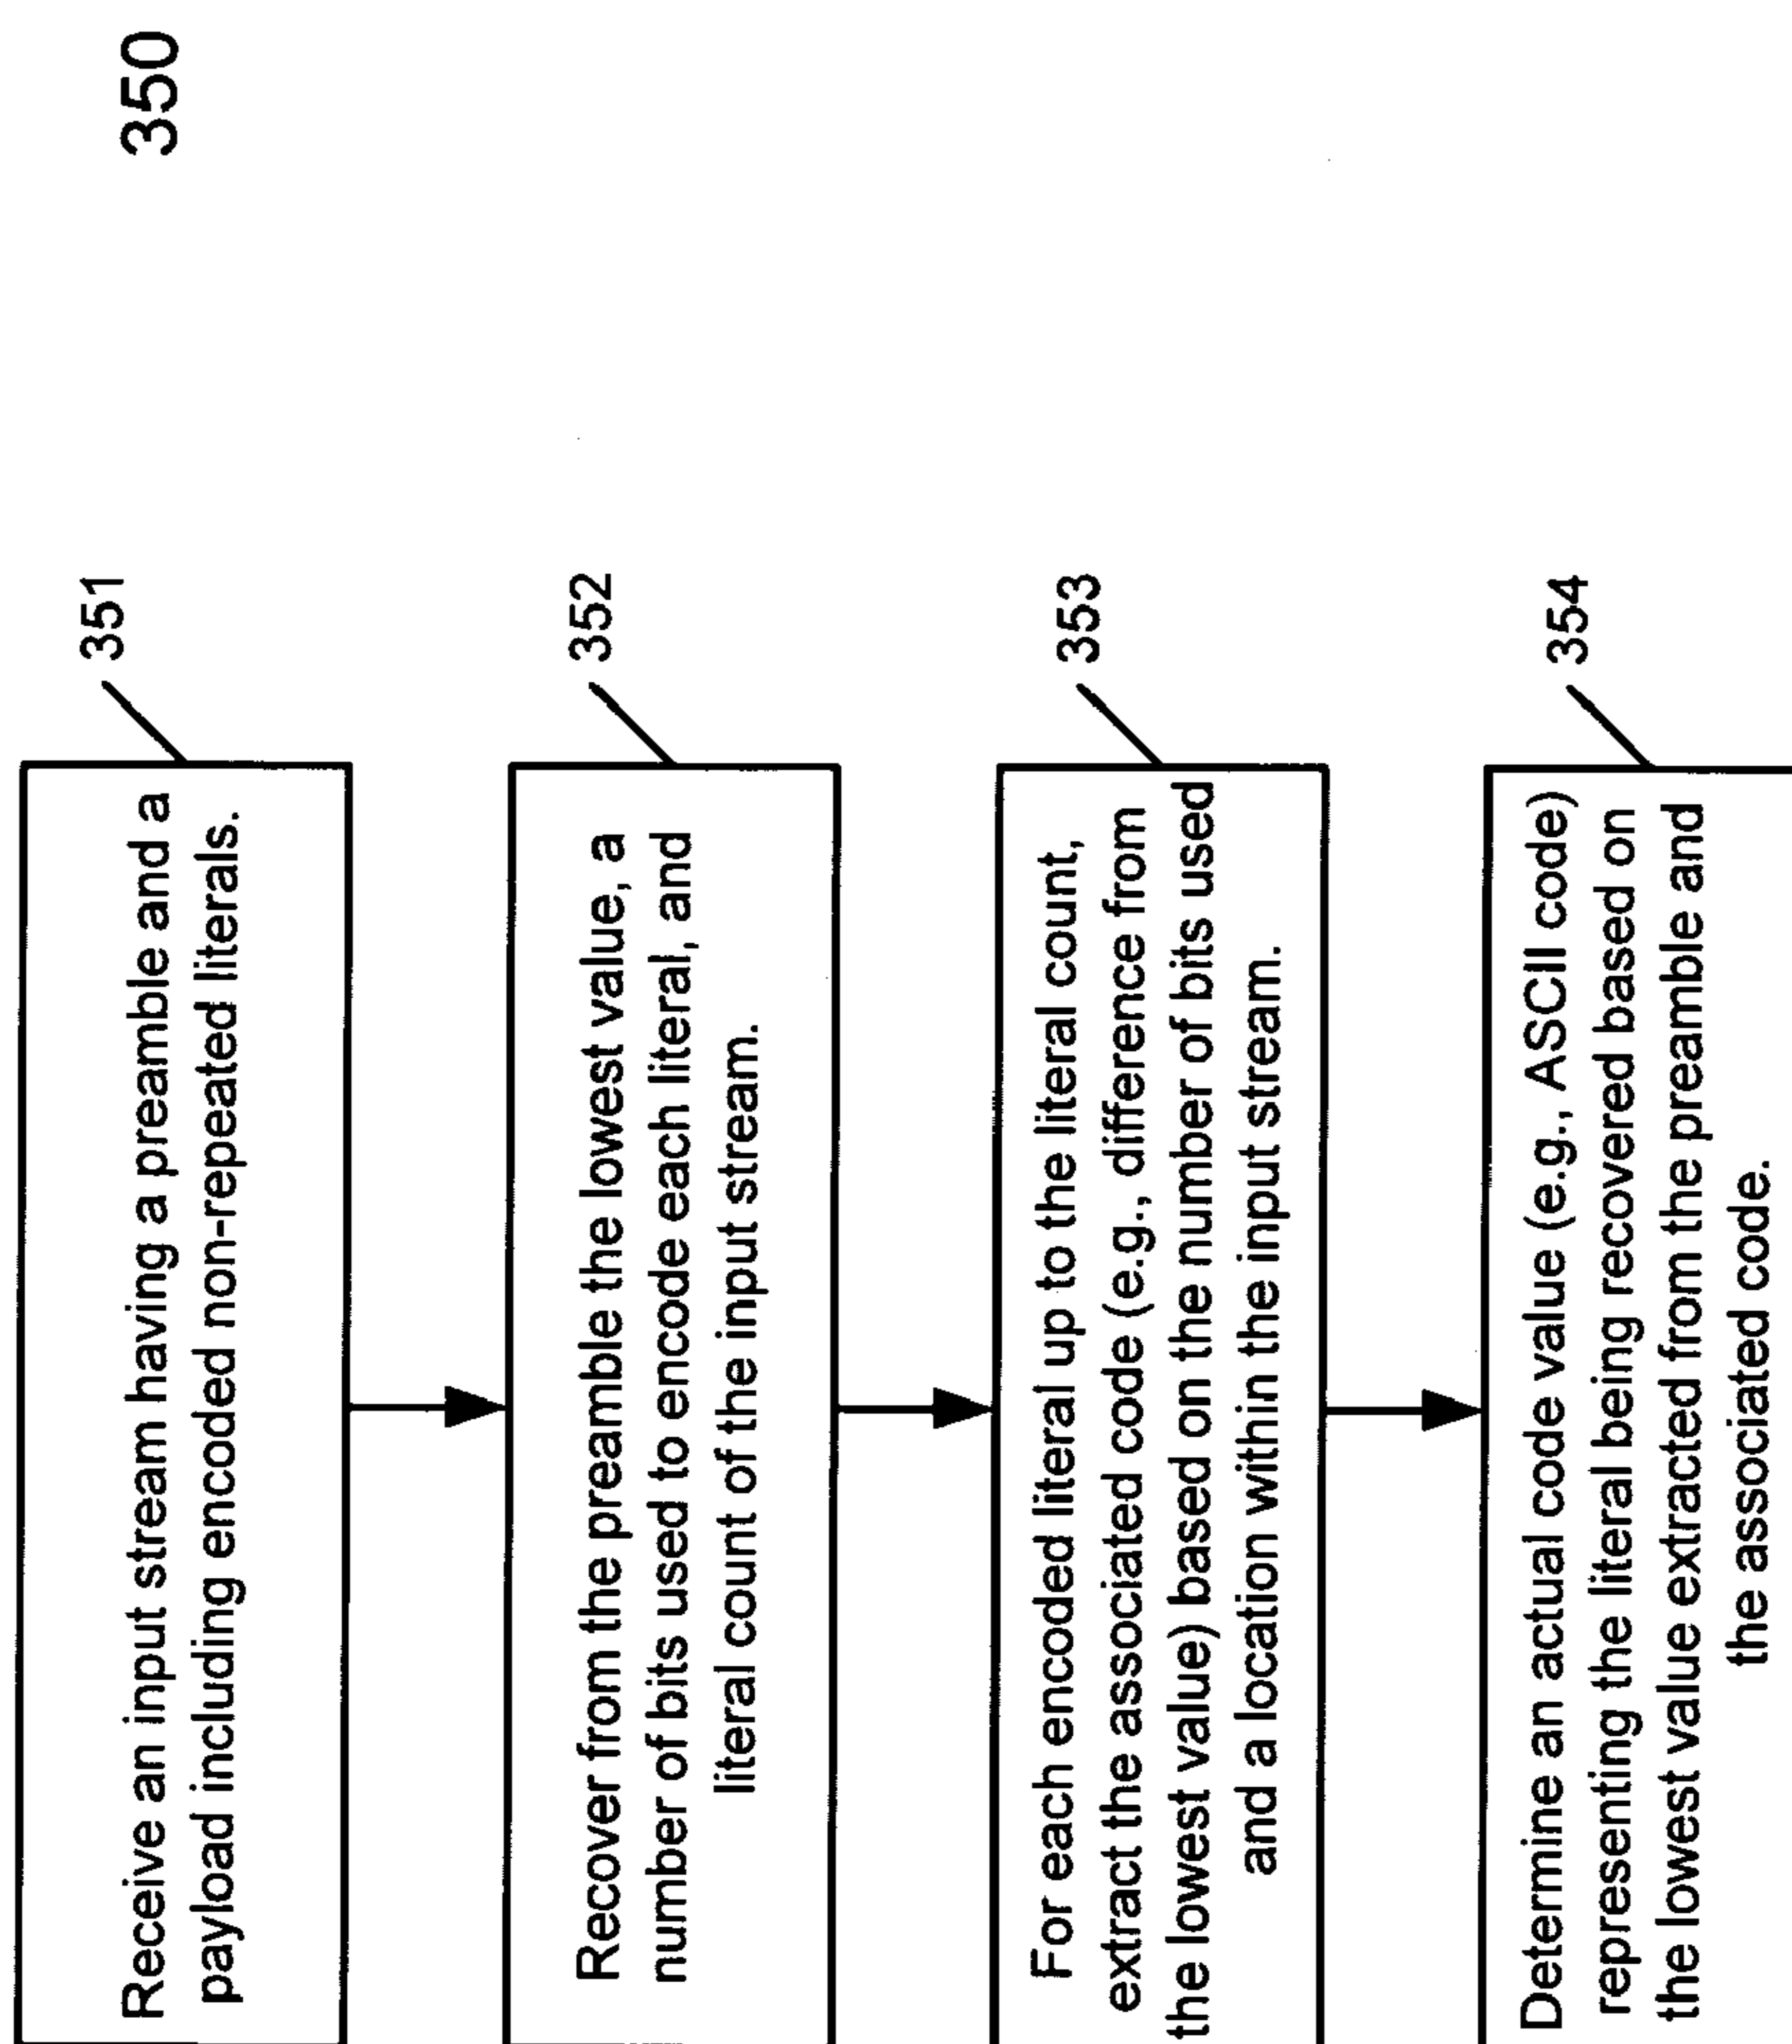 350
351
Receive an input stream having a preamble and a
payload including encoded non-repeated literals.
352
Recover from the preamble the lowest value, a
number of bits used to encode each literal, and
literal count of the input stream.
353
For each encoded literal up to the literal count,
extract the associated code (e.g., difference from
the lowest value) based on the number of bits used
and a location within the input stream.
354
Determine an actual code value (e.g., ASCII code)
representing the literal being recovered based on
the lowest value extracted from the preamble and
the associated code.